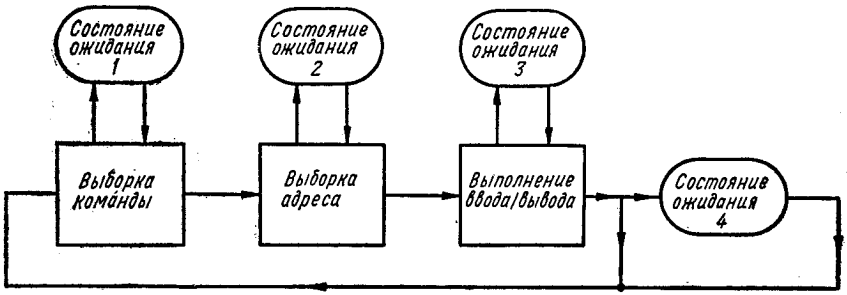 Состояние
ожидания
1
Состояние
ожидания
2
Состояние
ожидания
3
Выборка
команды
Выборка
адреса
Выполнение
ввода/вывода
Состояние
ожидания
4